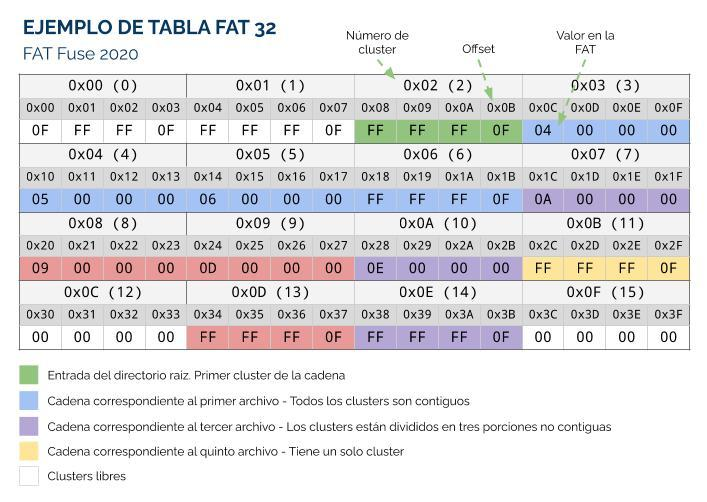 EJEMPLO DE TABLA FAT 32
FAT Fuse 2020
Número de cluster
Offset
Valor en la FAT
0x00 (0) 0x01 (1) 0x02 (2) 0x03 (3)
0x00 0x01 0x02 0x03 0x04 0x05 0x06 0x07 0x08 0x09 0x0A 0x0B 0x0C 0x0D 0x0E 0x0F
0F FF FF 0F FF FF FF 0F FF FF FF 0F 04 00 00 00
0x04 (4) 0x05 (5) 0x06 (6) 0x07 (7)
0x10 0x11 0x12 0x13 0x14 0x15 0x16 0x17 0x18 0x19 0x1A 0x1B 0x1C 0x1D 0x1E 0x1F
05 00 00 00 06 00 00 00 FF FF FF 0F 0A 00 00 00
0x08 (8) 0x09 (9) 0x0A (10) 0x0B (11)
0x20 0x21 0x22 0x23 0x24 0x25 0x26 0x27 0x28 0x29 0x2A 0x2B 0x2C 0x2D 0x2E 0x2F
09 00 00 00 0D 00 00 00 0E 00 00 00 FF FF FF 0F
0x0C (12) 0x0D (13) 0x0E (14) 0x0F (15)
0x30 0x31 0x32 0x33 0x34 0x35 0x36 0x37 0x38 0x39 0x3A 0x3B 0x3C 0x3D 0x3E 0x3F
00 00 00 00 FF FF FF 0F FF FF FF 0F 00 00 00 00
Entrada del directorio raiz. Primer cluster de la cadena
Cadena correspondiente al primer archivo - Todos los clusters son contiguos
Cadena correspondiente al tercer archivo - Los clusters están divididos en tres porciones no contiguas
Cadena correspondiente al quinto archivo - Tiene un solo cluster
Clusters libres